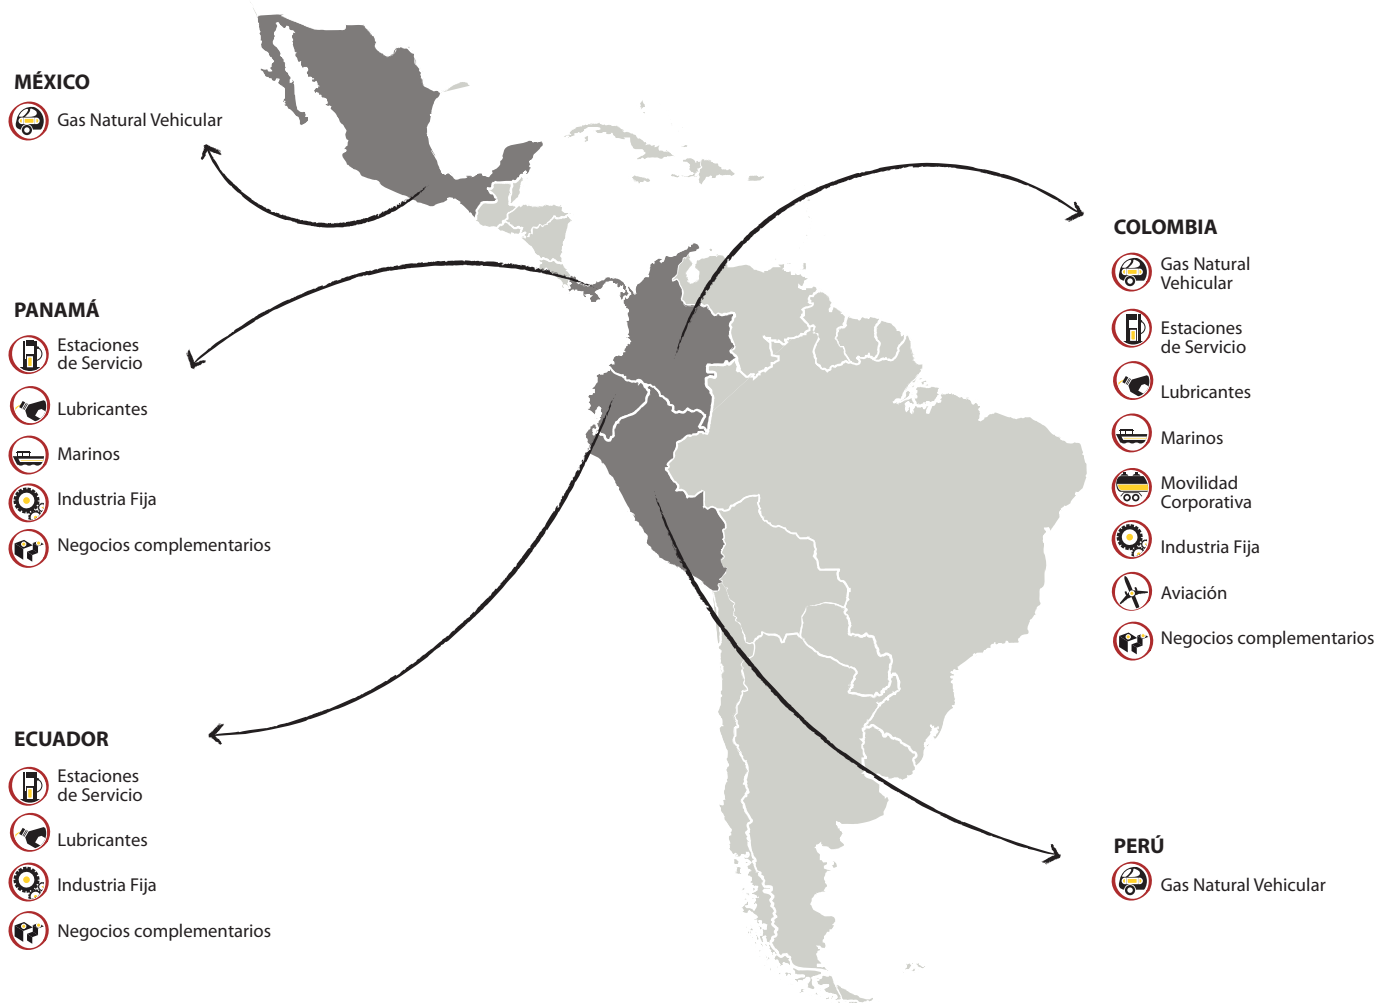 MÉXICO
Gas Natural Vehicular
PANAMÁ
Estaciones
de Servicio
Lubricantes
Marinos
Industria Fija
Negocios complementarios
ECUADOR
Estaciones
de Servicio
Lubricantes
Industria Fija
Negocios complementarios
COLOMBIA
Gas Natural
Vehicular
Estaciones
de Servicio
Lubricantes
Marinos
Movilidad
Corporativa
Industria Fija
Aviación
Negocios complementarios
PERÚ
Gas Natural Vehicular